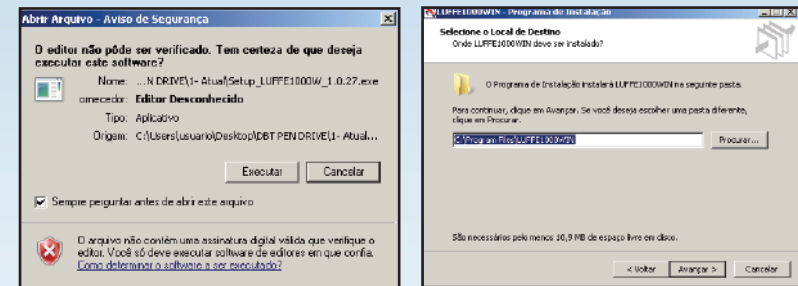 Abrir Arquivo - Aviso de Segurança
O editor não pôde ser verificado. Tem certeza de que deseja
executar este software?
Nome: ...N DRIVE\1- Atual\Setup_LUFFE1000W_1.0.27.exe
ornecedor: Editor Desconhecido
Tipo: Aplicativo
Origem: C:\Users\usuario\Desktop\DBT PEN DRIVE\1- Atual...
Executar
Cancelar
Sempre perguntar antes de abrir este arquivo
O arquivo não contém uma assinatura digital válida que verifique o
editor. Você só deve executar software de editores em que confia.
Como determinar o software a ser executado?
LUFFE1000WIN - Programa de Instalação
Selecione o Local de Destino
Onde LUFFE1000WIN deve ser instalado?
O Programa de Instalação instalará LUFFE1000WIN na seguinte pasta.
Para continuar, clique em Avançar. Se você deseja escolher uma pasta diferente,
clique em Procurar.
C:\Program Files\LUFFE1000WIN
Procurar...
São necessários pelo menos 10,9 MB de espaço livre em disco.
< Voltar
Avançar >
Cancelar